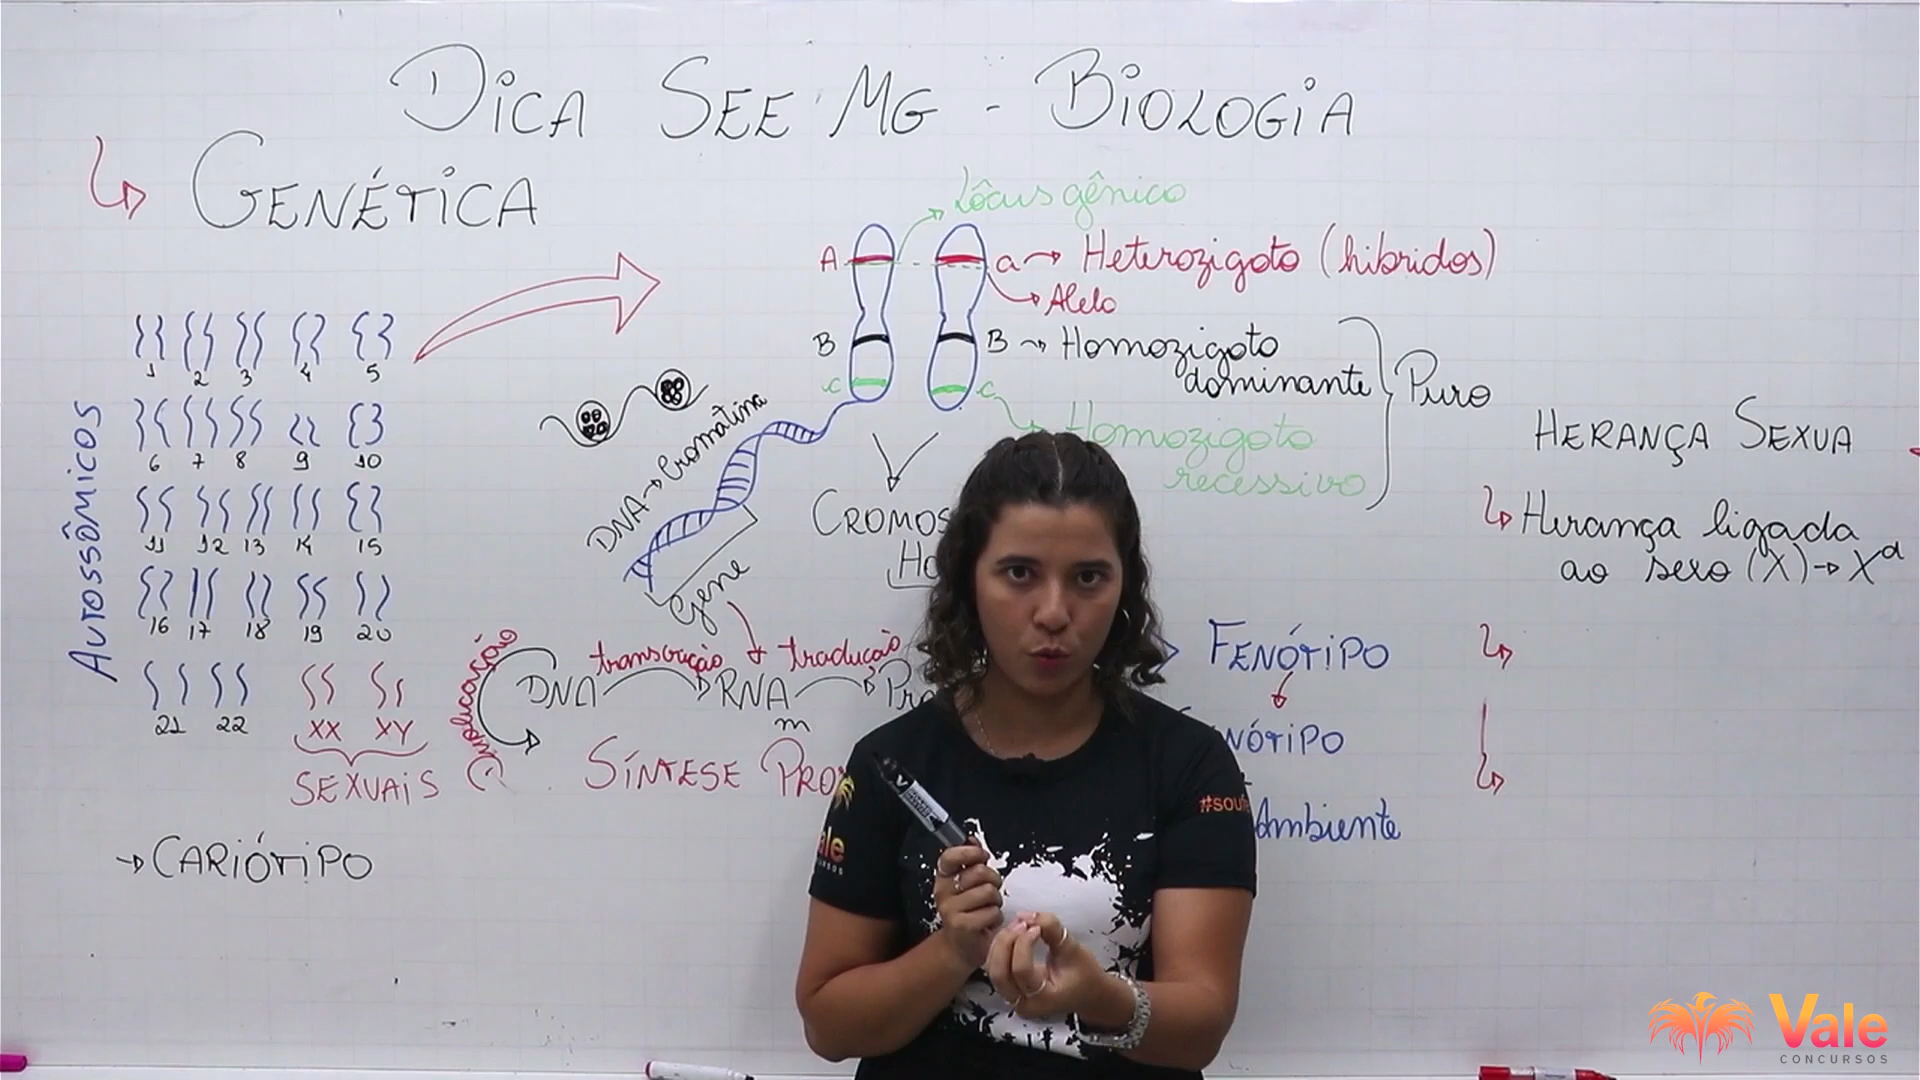 DICA SEE MG - BIOLOGIA
GENÉTICA
Lôcus gênico
A
a → Heterozigoto (híbridos)
Alelo
B
B → Homozigoto
dominante
Puro
c
c
Homozigoto
recessivo
DNA → Cromatina
Gene
CROMOS
HO
AUTOSSÔMICOS
1 2 3 4 5
6 7 8 9 10
11 12 13 14 15
16 17 18 19 20
21 22
XX XY
SEXUAIS
→ CARIÓTIPO
duplicação
transcrição + tradução
DNA RNA Pro
m
SÍNTESE PRO
FENÓTIPO
NÓTIPO
Ambiente
HERANÇA SEXUA
Herança ligada
ao sexo (X) → Xᵈ
#souv
Vale
CONCURSOS